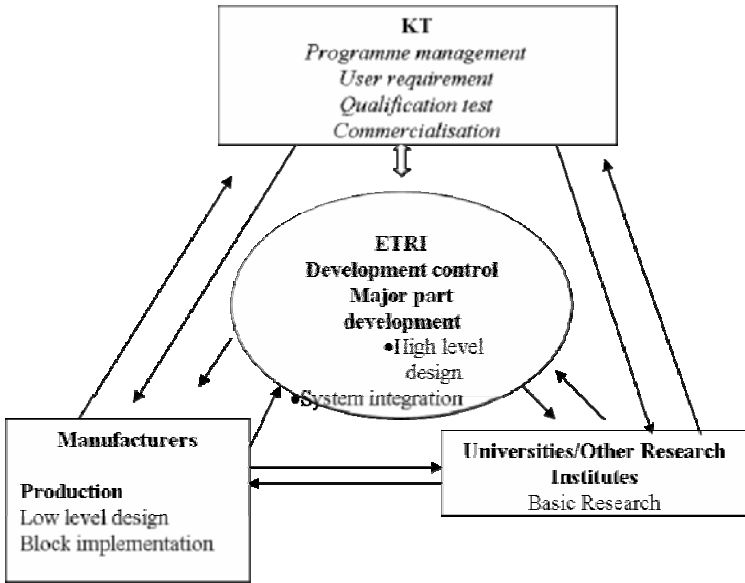 KT
Programme management
User requirement
Qualification test
Commercialisation
ETRI
Development control
Major part
development
•High level
design
•System integration
Manufacturers
Production
Low level design
Block implementation
Universities/Other Research
Institutes
Basic Research